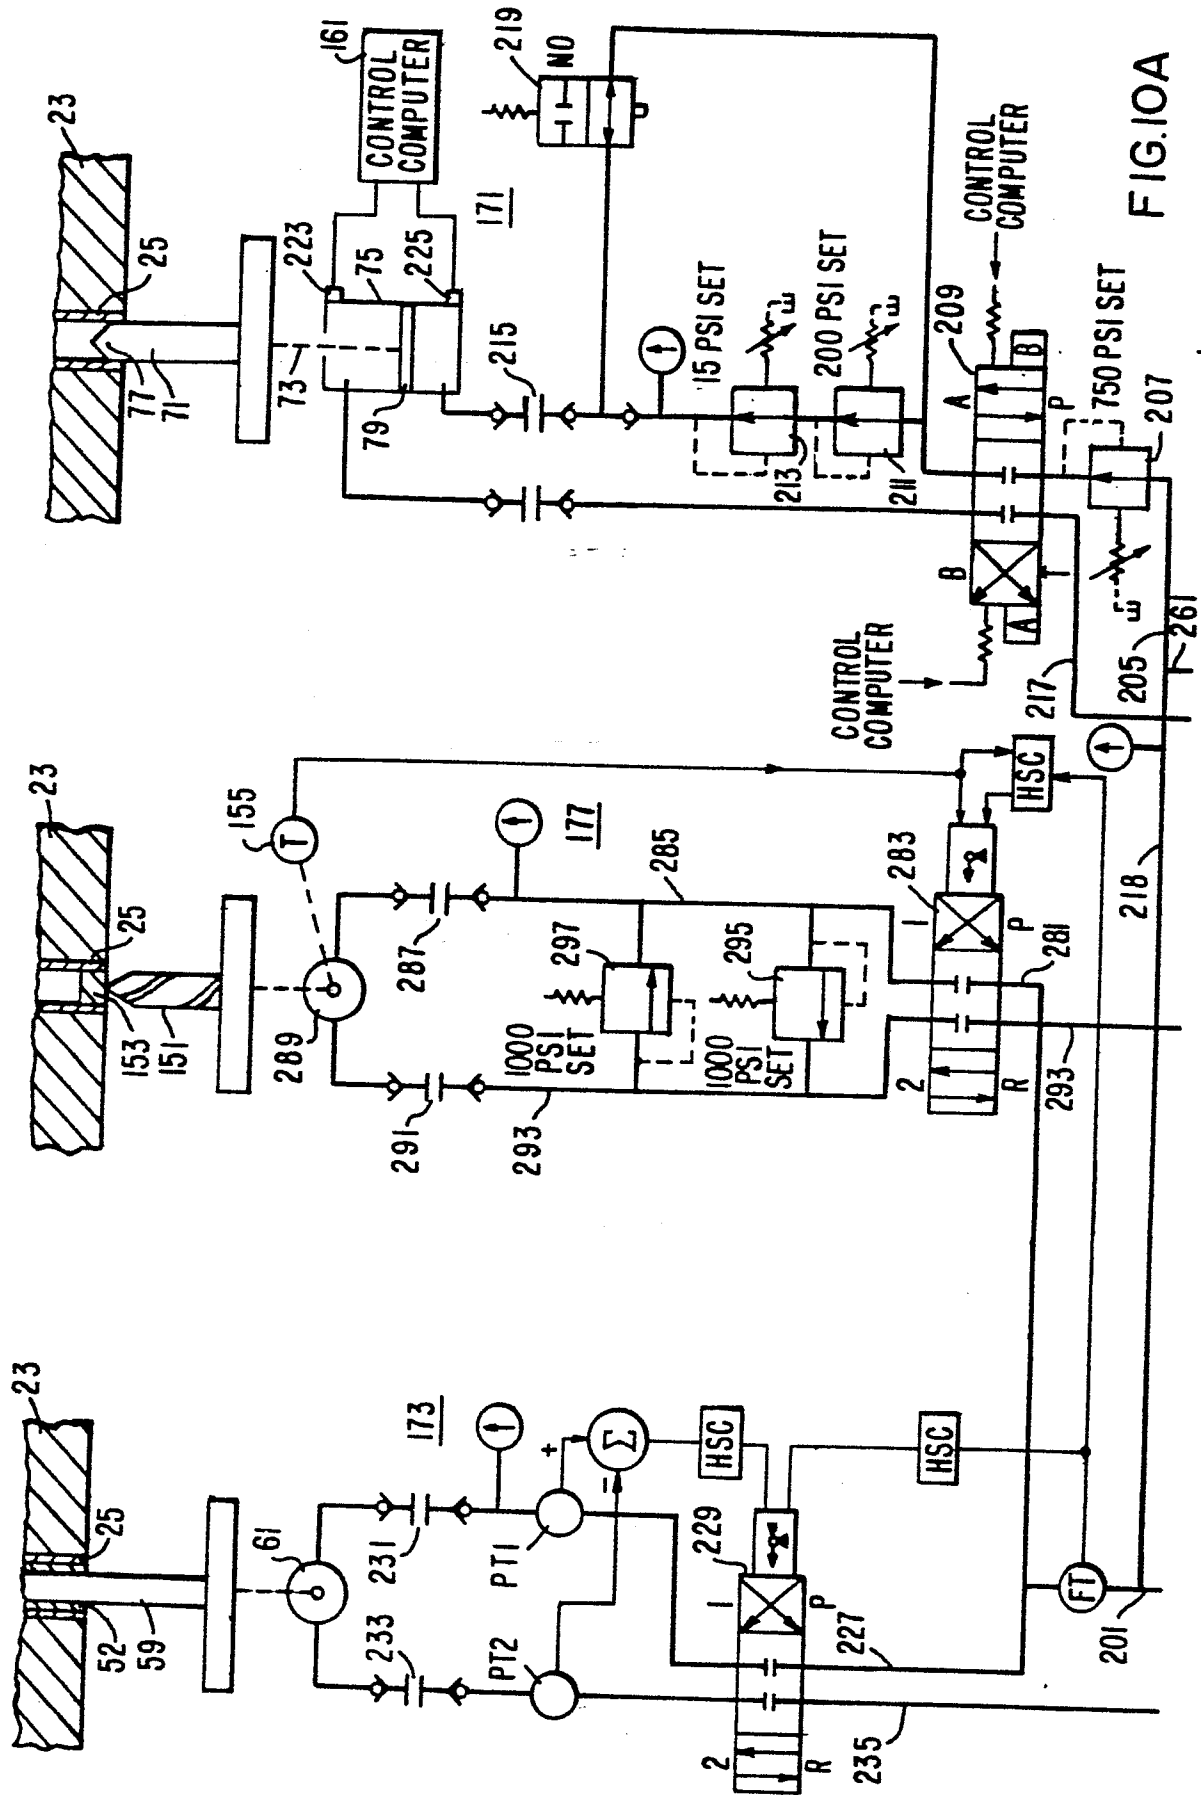 23
25
77
71
73
223
75
225
79
161
CONTROL
COMPUTER
171
215
219
NO
15 PSI SET
213
200 PSI SET
211
209
A
B
P
B
A
CONTROL
COMPUTER
CONTROL
COMPUTER
750 PSI SET
207
E
E
E
205
261
217
218
FIG.10A
23
25
153
151
155
T
289
287
291
177
285
297
1000
PSI
SET
295
1000
PSI
SET
293
283
1
2
P
R
281
293
HSC
23
25
52
59
61
231
233
173
PT1
PT2
+
-
Σ
HSC
HSC
229
1
2
P
R
227
235
FT
201